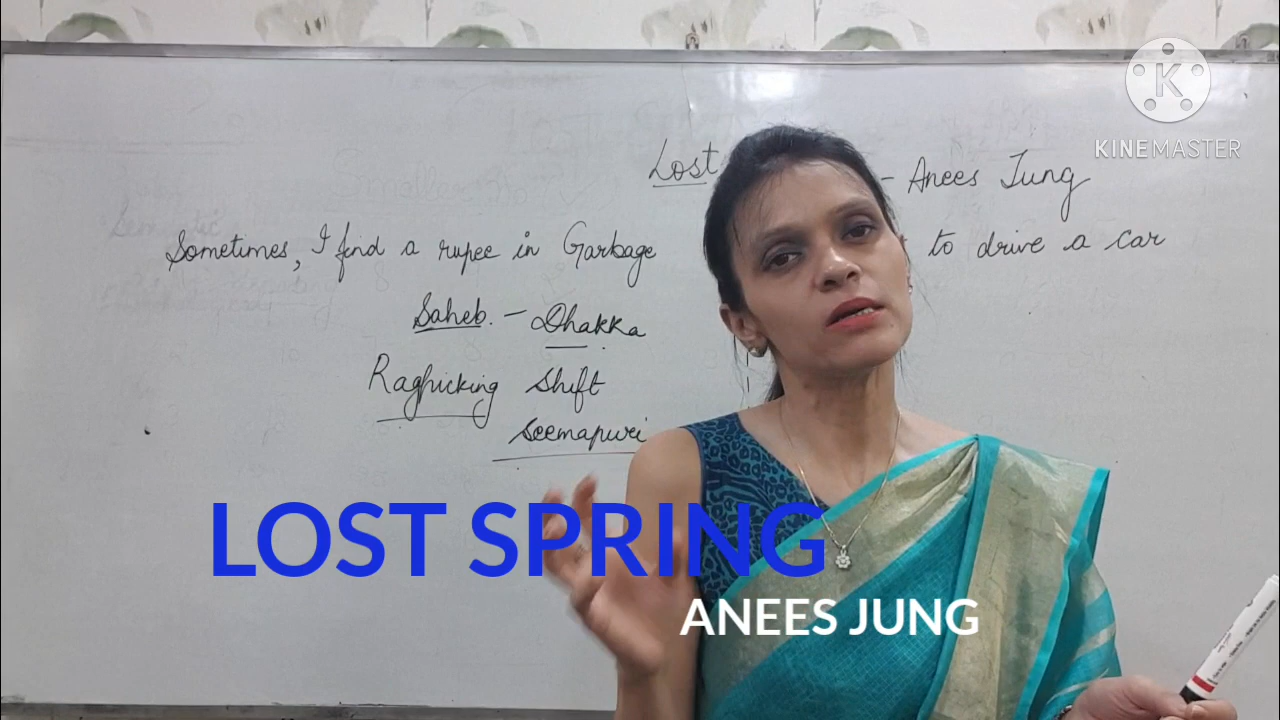 K
KINEMASTER
Lost - Anees Jung
Sometimes, I find a rupee in Garbage to drive a car
Saheb. - Dhakka
Ragpicking shift
Seemapuri
LOST SPRING
ANEES JUNG